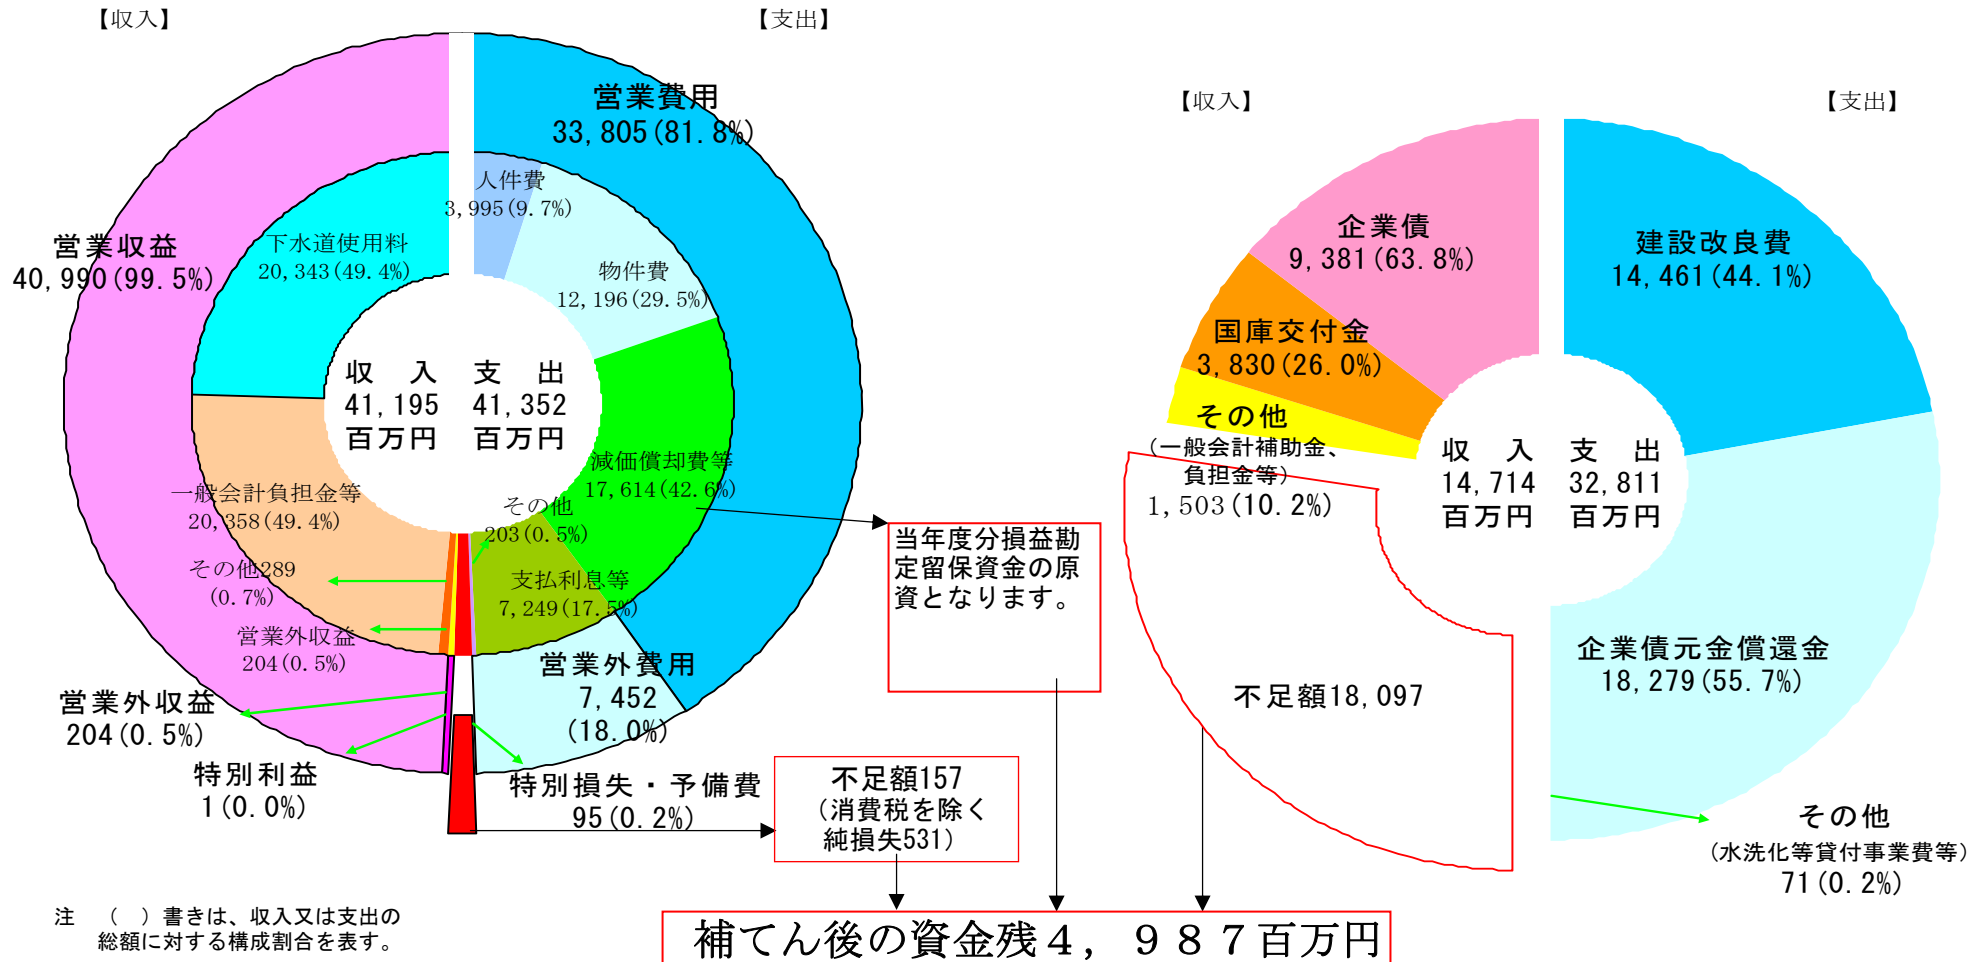 【収入】
【支出】
営業費用
33,805(81.8%)
人件費
3,995(9.7%)
営業収益
40,990(99.5%)
下水道使用料
20,343(49.4%)
物件費
12,196(29.5%)
収　入
41,195
百万円
支　出
41,352
百万円
減価償却費等
17,614(42.6%)
一般会計負担金等
20,358(49.4%)
その他
203(0.5%)
その他289
(0.7%)
支払利息等
7,249(17.5%)
営業外収益
204(0.5%)
営業外費用
7,452
(18.0%)
営業外収益
204(0.5%)
特別利益
1(0.0%)
特別損失・予備費
95(0.2%)
不足額157
（消費税を除く
純損失531）
当年度分損益勘
定留保資金の原
資となります。
【収入】
【支出】
企業債
9,381(63.8%)
建設改良費
14,461(44.1%)
国庫交付金
3,830(26.0%)
その他
（一般会計補助金、
負担金等）
1,503(10.2%)
収　入
14,714
百万円
支　出
32,811
百万円
企業債元金償還金
18,279(55.7%)
不足額18,097
その他
（水洗化等貸付事業費等）
71(0.2%)
注　（　）書きは、収入又は支出の
総額に対する構成割合を表す。
補てん後の資金残４，９８７百万円